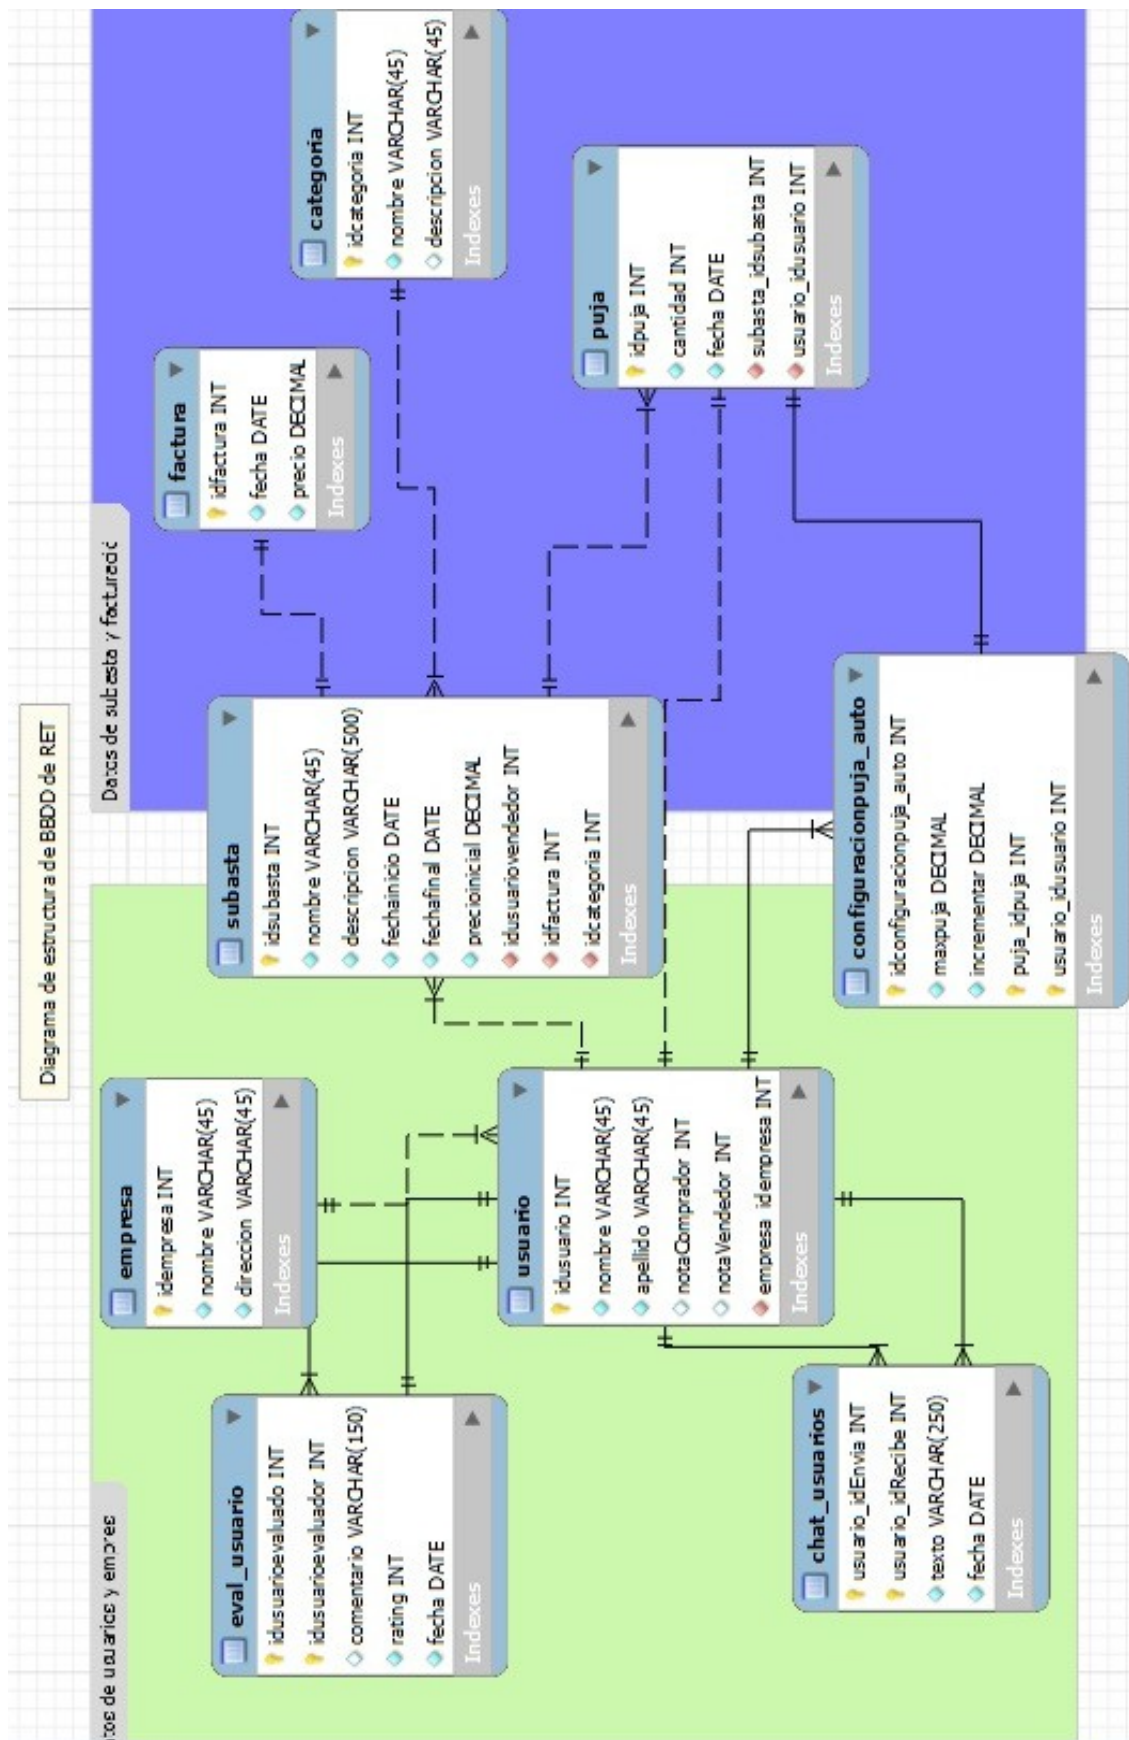 Diagrama de estructura de BBDD de RET
tos de usuarios y empres
Datos de subasta y facturació
empresa
idempresa INT
nombre VARCHAR(45)
direccion VARCHAR(45)
Indexes
eval_usuario
idusuarioevaluado INT
idusuarioevaluador INT
comentario VARCHAR(150)
rating INT
fecha DATE
Indexes
usuario
idusuario INT
nombre VARCHAR(45)
apellido VARCHAR(45)
notaComprador INT
notaVendedor INT
empresa_idempresa INT
Indexes
chat_usuarios
usuario_idEnvia INT
usuario_idRecibe INT
texto VARCHAR(250)
fecha DATE
Indexes
subasta
idsubasta INT
nombre VARCHAR(45)
descripcion VARCHAR(500)
fechainicio DATE
fechafinal DATE
precioinicial DECIMAL
idusuariovendedor INT
idfactura INT
idcategoria INT
Indexes
configuracionpuja_auto
idconfiguracionpuja_auto INT
maxpuja DECIMAL
incrementar DECIMAL
puja_idpuja INT
usuario_idusuario INT
Indexes
factura
idfactura INT
fecha DATE
precio DECIMAL
Indexes
categoria
idcategoria INT
nombre VARCHAR(45)
descripcion VARCHAR(45)
Indexes
puja
idpuja INT
cantidad INT
fecha DATE
subasta_idsubasta INT
usuario_idusuario INT
Indexes